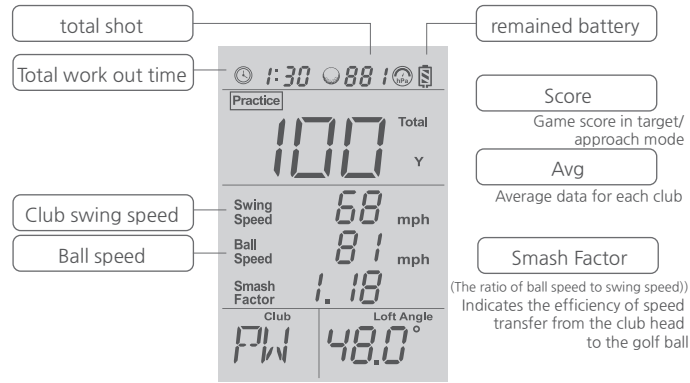 total shot
remained battery
Total work out time
1:30 881 hPa
Practice
100 Total
Y
Score
Game score in target/
approach mode
Avg
Average data for each club
Club swing speed
Swing
Speed 68 mph
Ball speed
Ball
Speed 81 mph
Smash
Factor 1.18
Smash Factor
(The ratio of ball speed to swing speed))
Indicates the efficiency of speed
transfer from the club head
to the golf ball
Club Loft Angle
PW 48.0°